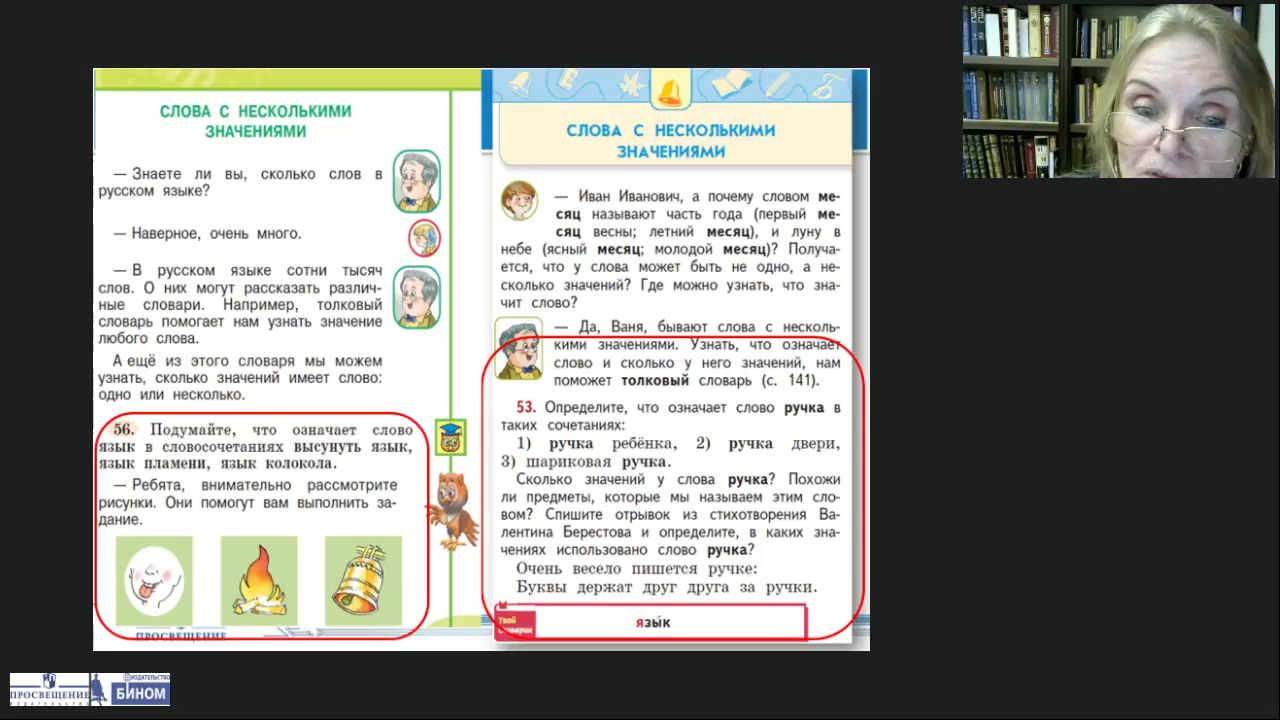 СЛОВА С НЕСКОЛЬКИМИ
ЗНАЧЕНИЯМИ
— Знаете ли вы, сколько слов в
русском языке?
— Наверное, очень много.
— В русском языке сотни тысяч
слов. О них могут рассказать различ-
ные словари. Например, толковый
словарь помогает нам узнать значение
любого слова.
А ещё из этого словаря мы можем
узнать, сколько значений имеет слово:
одно или несколько.
56. Подумайте, что означает слово
язык в словосочетаниях высунуть язык,
язык пламени, язык колокола.
— Ребята, внимательно рассмотрите
рисунки. Они помогут вам выполнить за-
дание.
ПРОСВЕЩЕНИЕ
СЛОВА С НЕСКОЛЬКИМИ
ЗНАЧЕНИЯМИ
— Иван Иванович, а почему словом ме-
сяц называют часть года (первый ме-
сяц весны; летний месяц), и луну в
небе (ясный месяц; молодой месяц)? Получа-
ется, что у слова может быть не одно, а не-
сколько значений? Где можно узнать, что зна-
чит слово?
— Да, Ваня, бывают слова с несколь-
кими значениями. Узнать, что означает
слово и сколько у него значений, нам
поможет толковый словарь (с. 141).
53. Определите, что означает слово ручка в
таких сочетаниях:
1) ручка ребёнка, 2) ручка двери,
3) шариковая ручка.
Сколько значений у слова ручка? Похожи
ли предметы, которые мы называем этим сло-
вом? Спишите отрывок из стихотворения Ва-
лентина Берестова и определите, в каких зна-
чениях использовано слово ручка?
Очень весело пишется ручке:
Буквы держат друг друга за ручки.
Твой
словарик
язы́к
ПРОСВЕЩЕНИЕ
ИЗДАТЕЛЬСТВО
ИЗДАТЕЛЬСТВО
БИНОМ